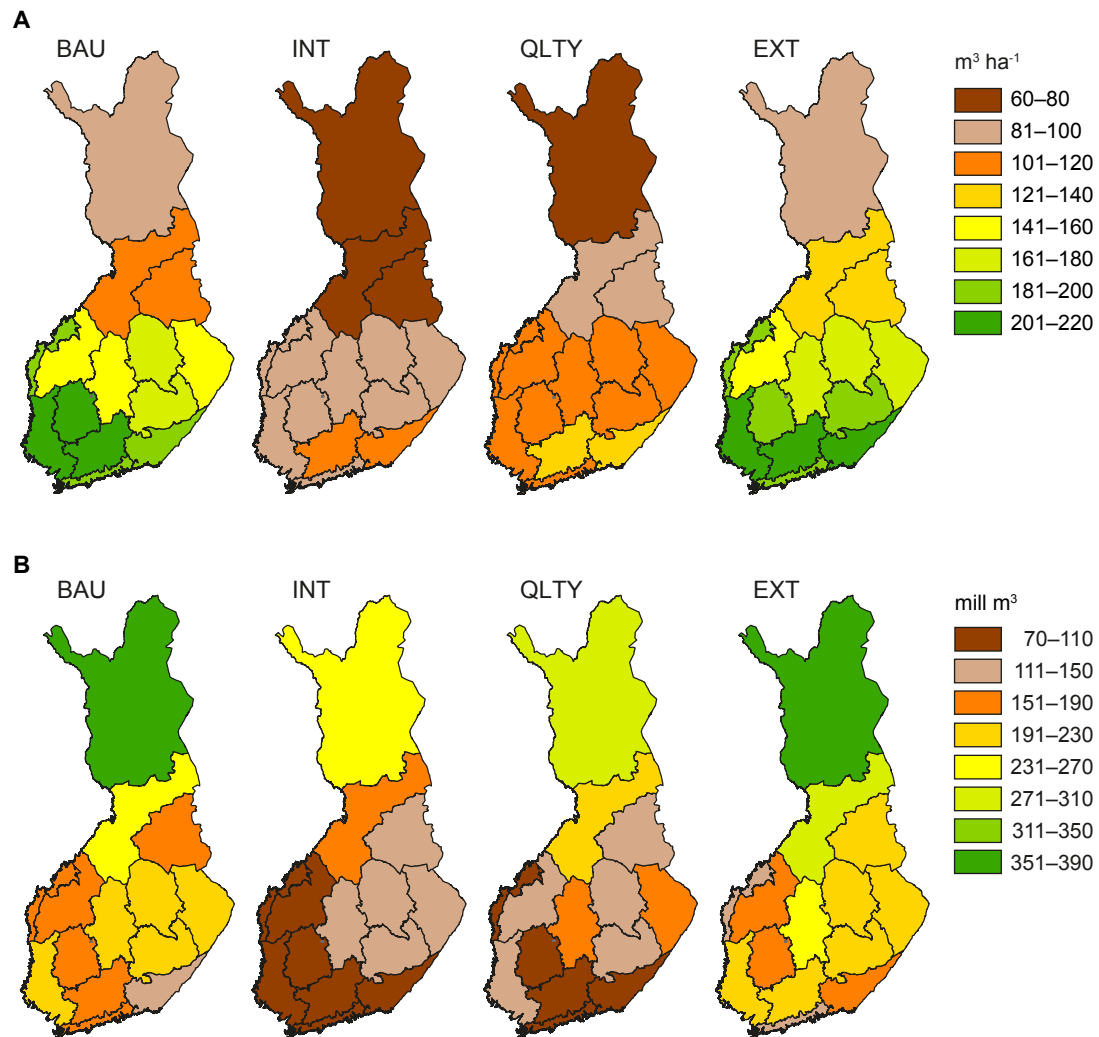 A
BAU
INT
QLTY
EXT
m³ ha⁻¹
60–80
81–100
101–120
121–140
141–160
161–180
181–200
201–220
B
BAU
INT
QLTY
EXT
mill m³
70–110
111–150
151–190
191–230
231–270
271–310
311–350
351–390